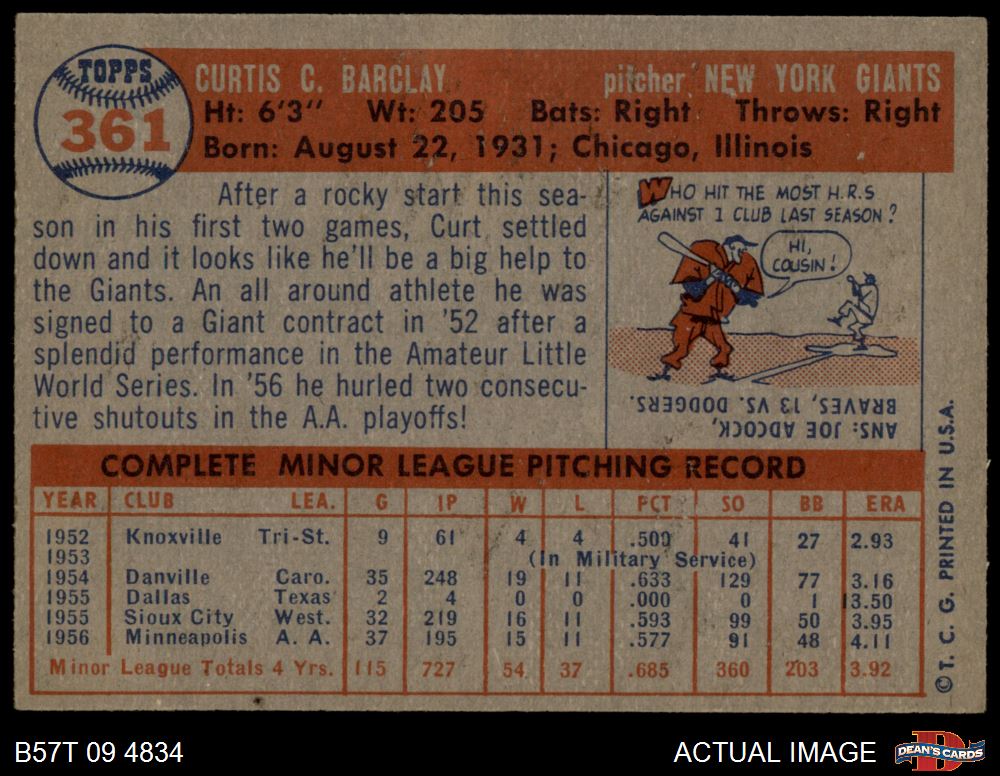 TOPPS
361
CURTIS C. BARCLAY pitcher NEW YORK GIANTS
Ht: 6'3" Wt: 205 Bats: Right Throws: Right
Born: August 22, 1931; Chicago, Illinois
After a rocky start this sea-
son in his first two games, Curt settled
down and it looks like he'll be a big help to
the Giants. An all around athlete he was
signed to a Giant contract in '52 after a
splendid performance in the Amateur Little
World Series. In '56 he hurled two consecu-
tive shutouts in the A.A. playoffs!
WHO HIT THE MOST H.R.S
AGAINST 1 CLUB LAST SEASON?
HI,
COUSIN!
ANS: JOE ADCOCK,
BRAVES, 13 VS. DODGERS.
COMPLETE MINOR LEAGUE PITCHING RECORD
YEAR CLUB LEA. G IP W L PCT SO BB ERA
1952 Knoxville Tri-St. 9 61 4 4 .500 41 27 2.93
1953 (In Military Service)
1954 Danville Caro. 35 248 19 11 .633 129 77 3.16
1955 Dallas Texas 2 4 0 0 .000 0 1 13.50
1955 Sioux City West. 32 219 16 11 .593 99 50 3.95
1956 Minneapolis A. A. 37 195 15 11 .577 91 48 4.11
Minor League Totals 4 Yrs. 115 727 54 37 .685 360 203 3.92
© T. C. G. PRINTED IN U.S.A.
B57T 09 4834 ACTUAL IMAGE
D
DEAN'S CARDS